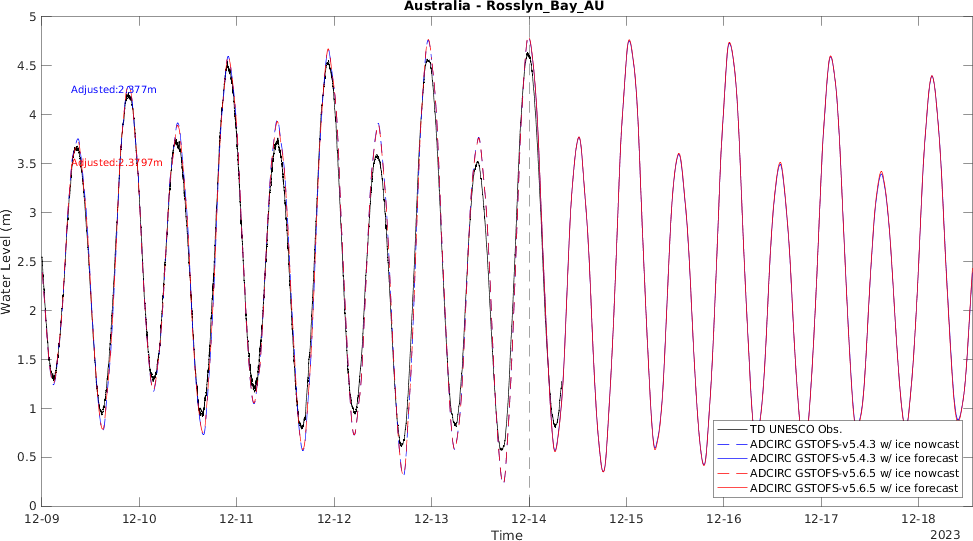 Australia - Rosslyn_Bay_AU
5
4.5
4
3.5
3
2.5
2
1.5
1
0.5
0
Water Level (m)
Adjusted:2.377m
Adjusted:2.3797m
TD UNESCO Obs.
ADCIRC GSTOFS-v5.4.3 w/ ice nowcast
ADCIRC GSTOFS-v5.4.3 w/ ice forecast
ADCIRC GSTOFS-v5.6.5 w/ ice nowcast
ADCIRC GSTOFS-v5.6.5 w/ ice forecast
12-09 12-10 12-11 12-12 12-13 12-14 12-15 12-16 12-17 12-18
Time
2023